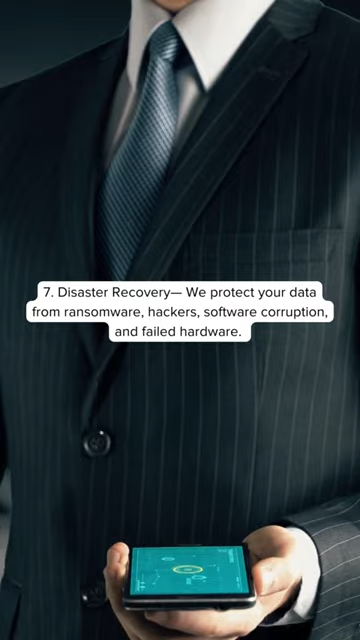 7. Disaster Recovery— We protect your data
from ransomware, hackers, software corruption,
and failed hardware.